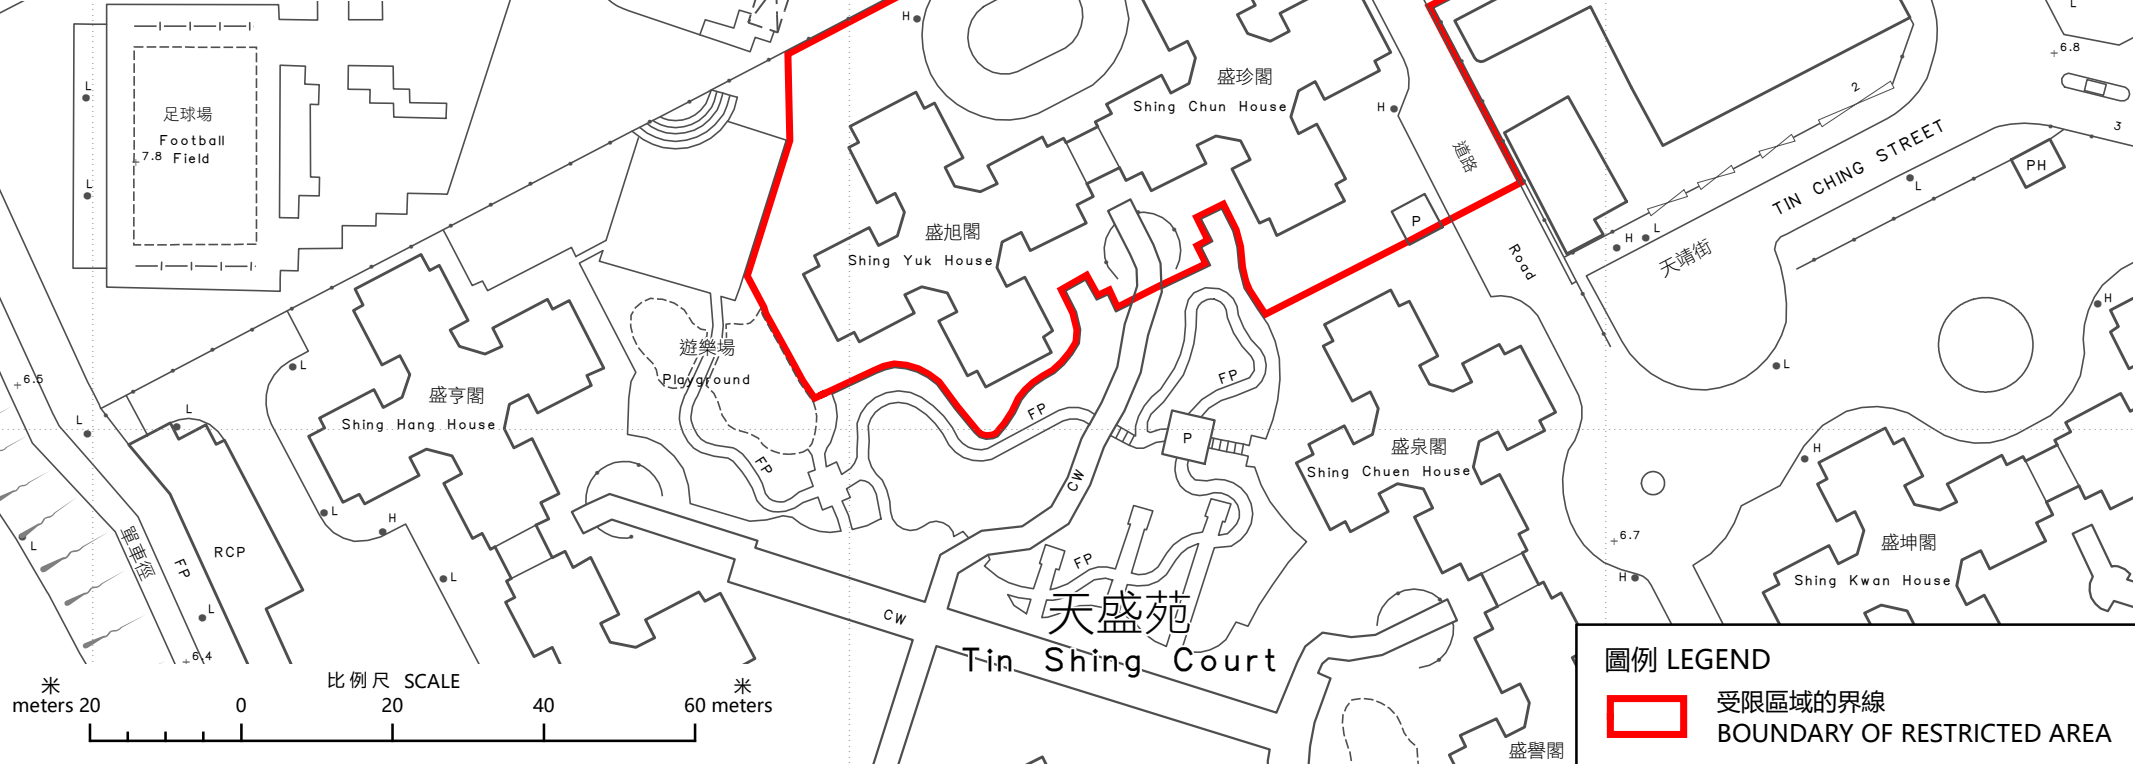 H
L
L
+6.8
盛珍閣
Shing Chun House
2
L
足球場
Football
Field
+7.8
H
3
TIN CHING STREET
道路
PH
L
L
P
盛旭閣
Shing Yuk House
H
L
天靖街
Road
H
遊樂場
Playground
L
L
+6.5
盛亨閣
Shing Hang House
FP
FP
L
L
盛泉閣
Shing Chuen House
P
H
FP
CW
L
H
單車徑
FP
RCP
L
+6.7
盛坤閣
Shing Kwan House
L
FP
H
天盛苑
Tin Shing Court
L
CW
+6.4
盛譽閣
比例尺 SCALE
米
meters 20
0
20
40
60 meters
米
圖例 LEGEND
受限區域的界線
BOUNDARY OF RESTRICTED AREA